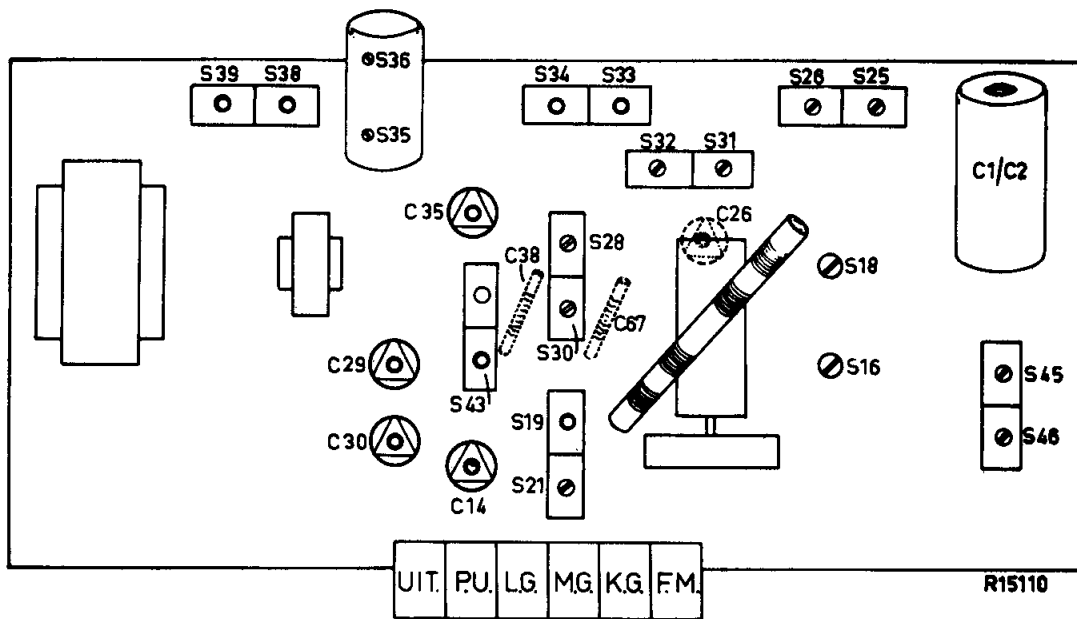 S36
S39 S38
S34 S33
S26 S25
S35
S32 S31
C1/C2
C35
C26
S28
C38
S18
C67
S30
C29
S16
S45
S43
S19
C30
S46
S21
C14
UIT. P.U. L.G. M.G. K.G. F.M.
R15110